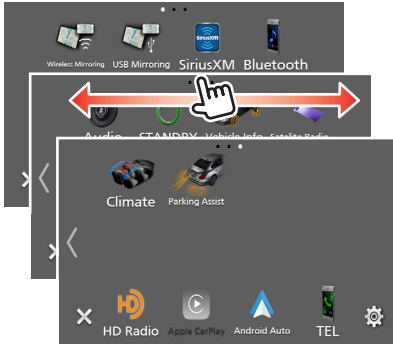 Wireless Mirroring USB Mirroring SiriusXM Bluetooth
Audio STANDBY Vehicle Info Satellite Radio
Climate Parking Assist
HD Radio Apple CarPlay Android Auto TEL